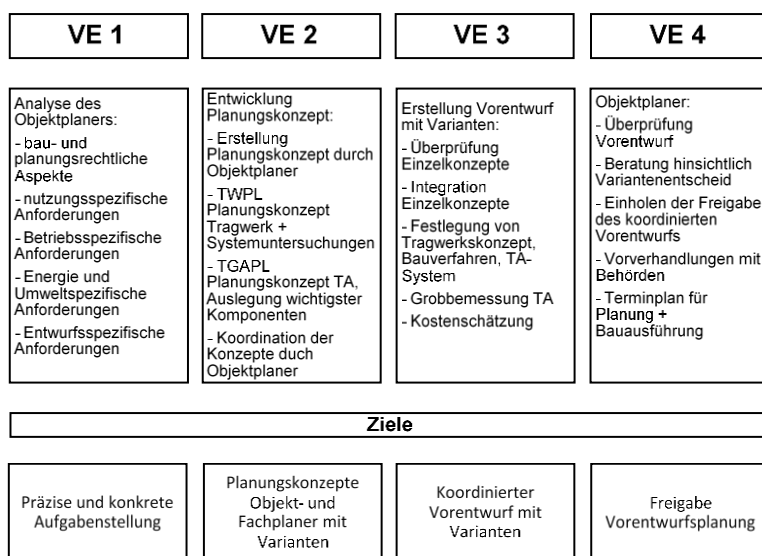 VE 1
VE 2
VE 3
VE 4
Analyse des
Objektplaners:
- bau- und
planungsrechtliche
Aspekte
- nutzungsspezifische
Anforderungen
- Betriebsspezifische
Anforderungen
- Energie und
Umweltspezifische
Anforderungen
- Entwurfsspezifische
Anforderungen
Entwicklung
Planungskonzept:
- Erstellung
Planungskonzept durch
Objektplaner
- TWPL
Planungskonzept
Tragwerk +
Systemuntersuchungen
- TGAPL
Planungskonzept TA,
Auslegung wichtigster
Komponenten
- Koordination der
Konzepte duch
Objektplaner
Erstellung Vorentwurf
mit Varianten:
- Überprüfung
Einzelkonzepte
- Integration
Einzelkonzepte
- Festlegung von
Tragwerkskonzept,
Bauverfahren, TA-
System
- Grobbemessung TA
- Kostenschätzung
Objektplaner:
- Überprüfung
Vorentwurf
- Beratung hinsichtlich
Variantenentscheid
- Einholen der Freigabe
des koordinierten
Vorentwurfs
- Vorverhandlungen mit
Behörden
- Terminplan für
Planung +
Bauausführung
Ziele
Präzise und konkrete
Aufgabenstellung
Planungskonzepte
Objekt- und
Fachplaner mit
Varianten
Koordinierter
Vorentwurf mit
Varianten
Freigabe
Vorentwurfsplanung